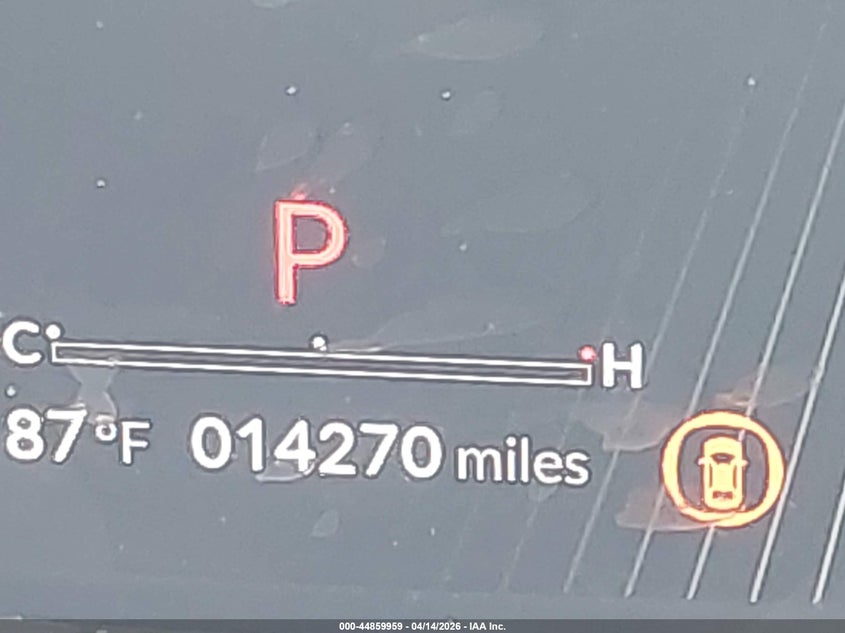 P
C H
87°F 014270 miles
000-44859959 - 04/14/2026 - IAA Inc.